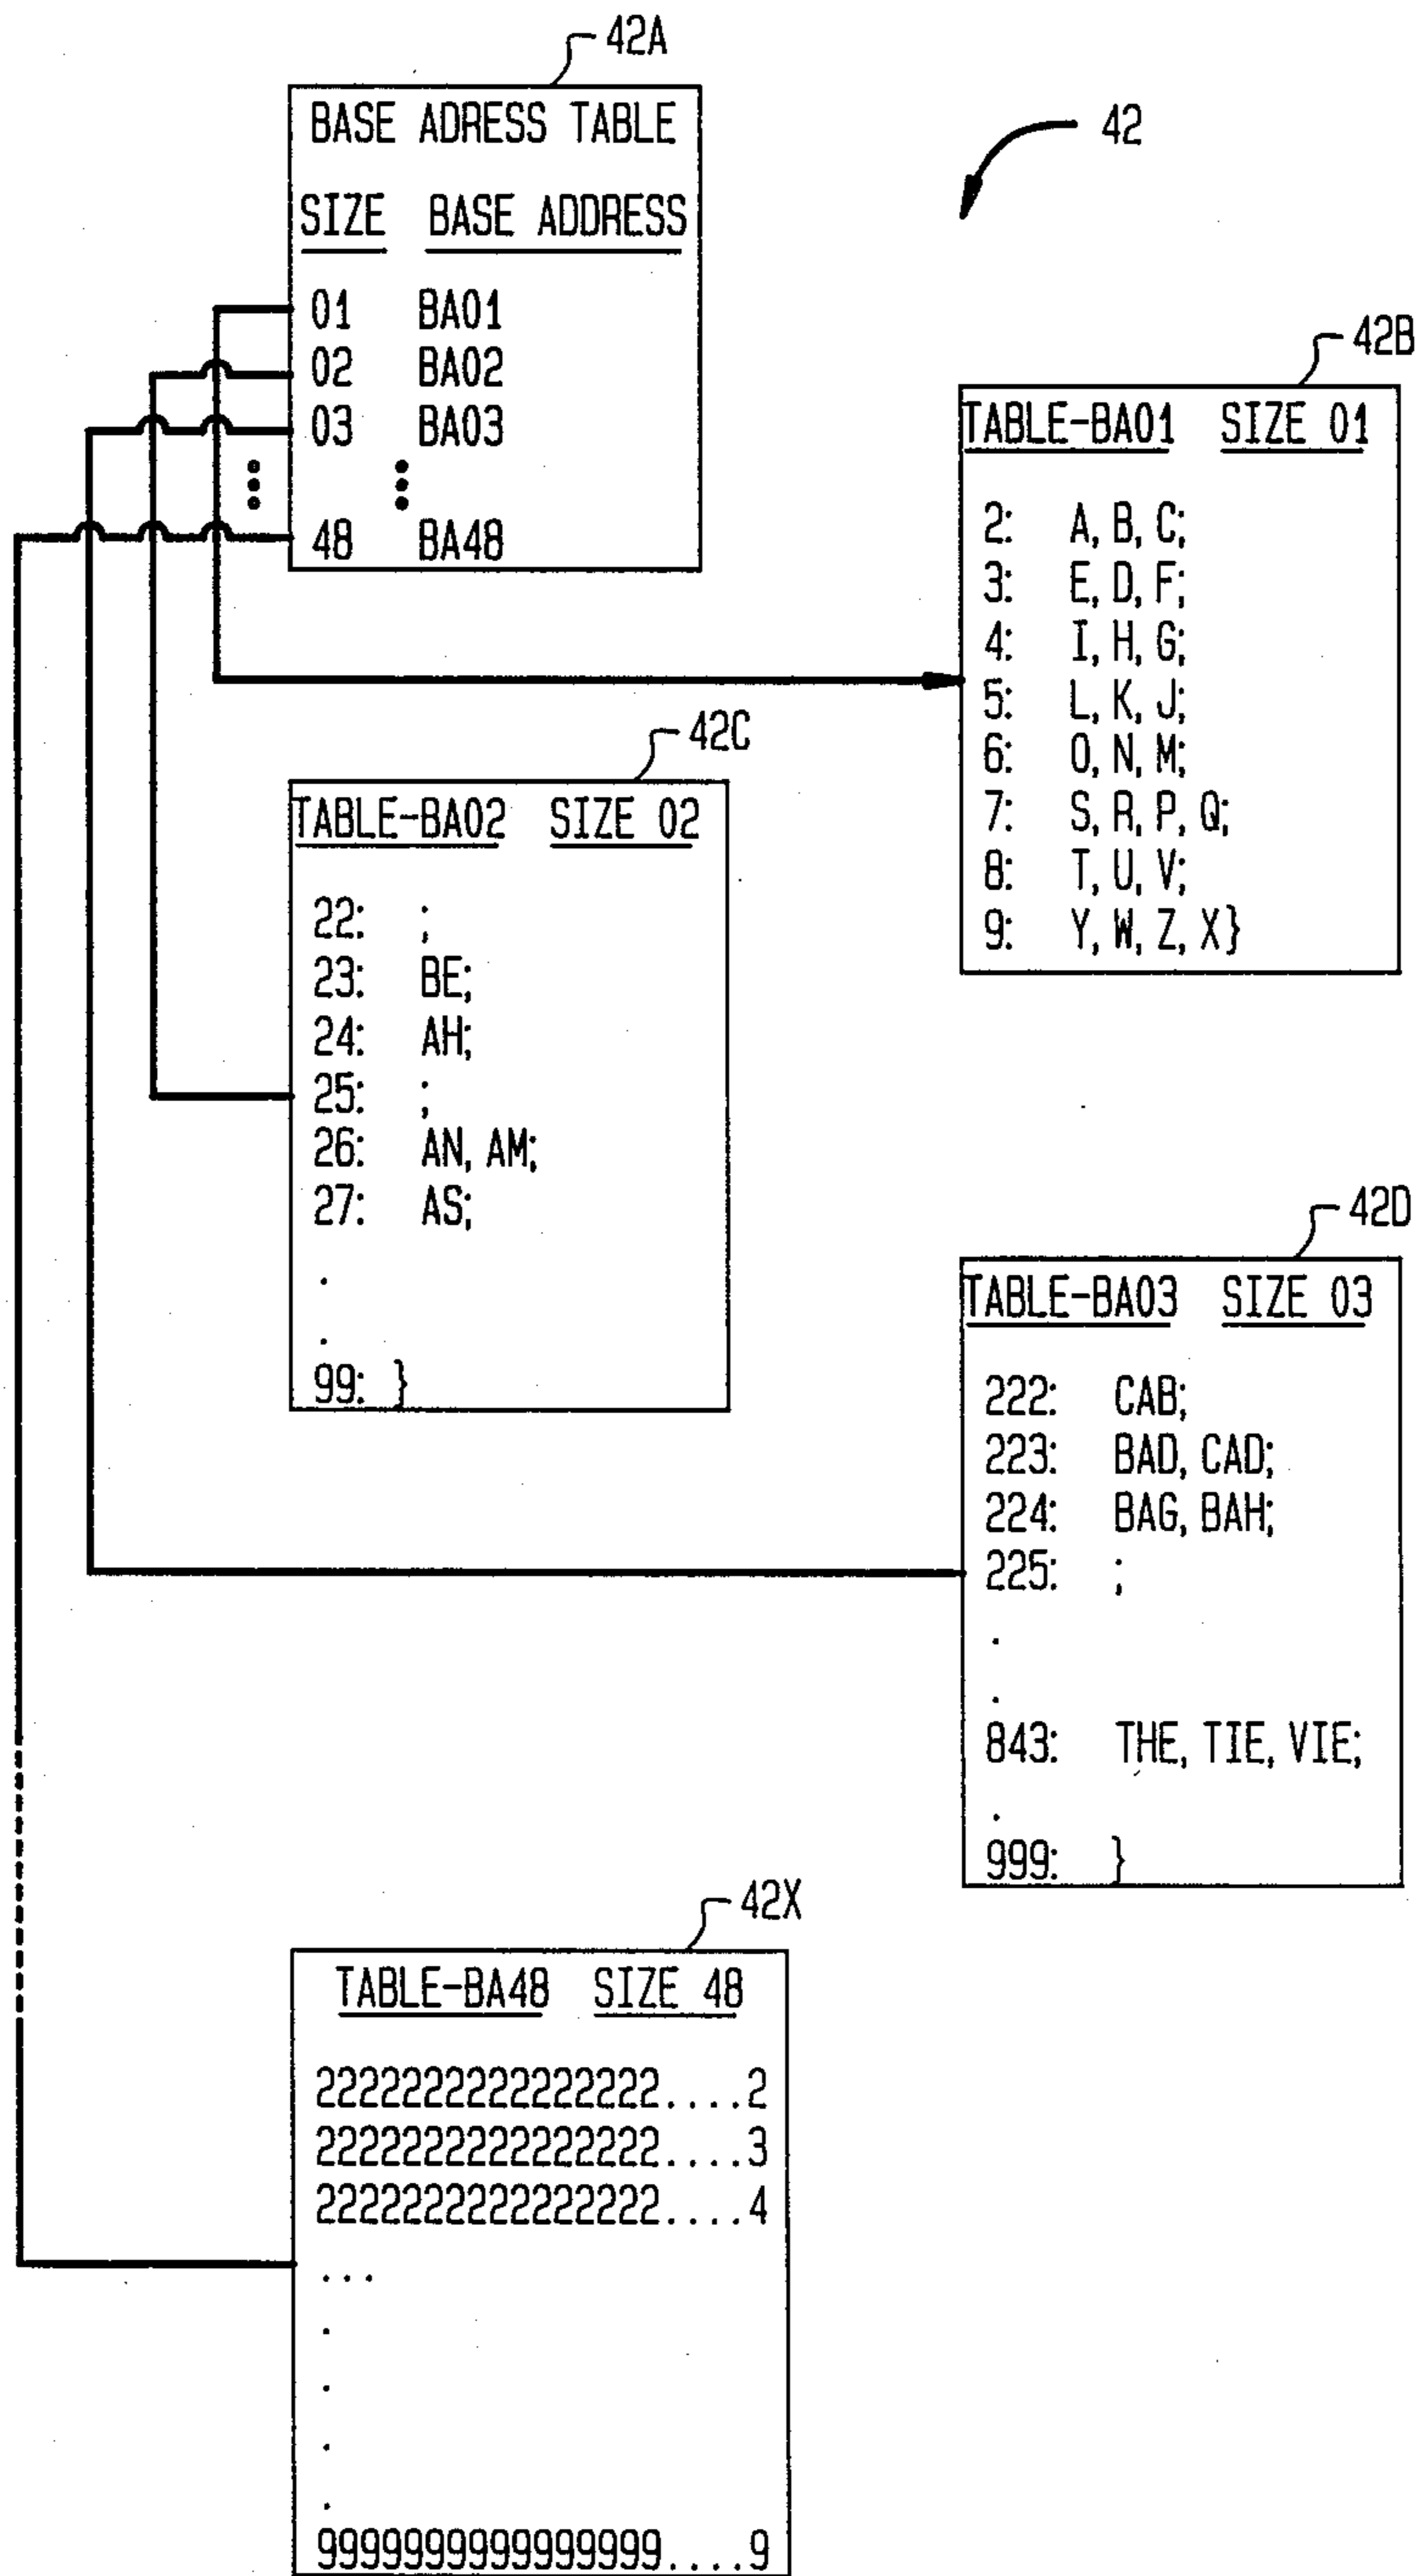 42A
BASE ADRESS TABLE
SIZE BASE ADDRESS
01 BA01
02 BA02
03 BA03
48 BA48
42
42B
TABLE-BA01 SIZE 01
2: A, B, C;
3: E, D, F;
4: I, H, G;
5: L, K, J;
6: O, N, M;
7: S, R, P, Q;
8: T, U, V;
9: Y, W, Z, X}
42C
TABLE-BA02 SIZE 02
22: ;
23: BE;
24: AH;
25: ;
26: AN, AM;
27: AS;
.
.
99: }
42D
TABLE-BA03 SIZE 03
222: CAB;
223: BAD, CAD;
224: BAG, BAH;
225: ;
.
.
843: THE, TIE, VIE;
.
999: }
42X
TABLE-BA48 SIZE 48
2222222222222222....2
2222222222222222....3
2222222222222222....4
...
.
.
.
.
9999999999999999....9